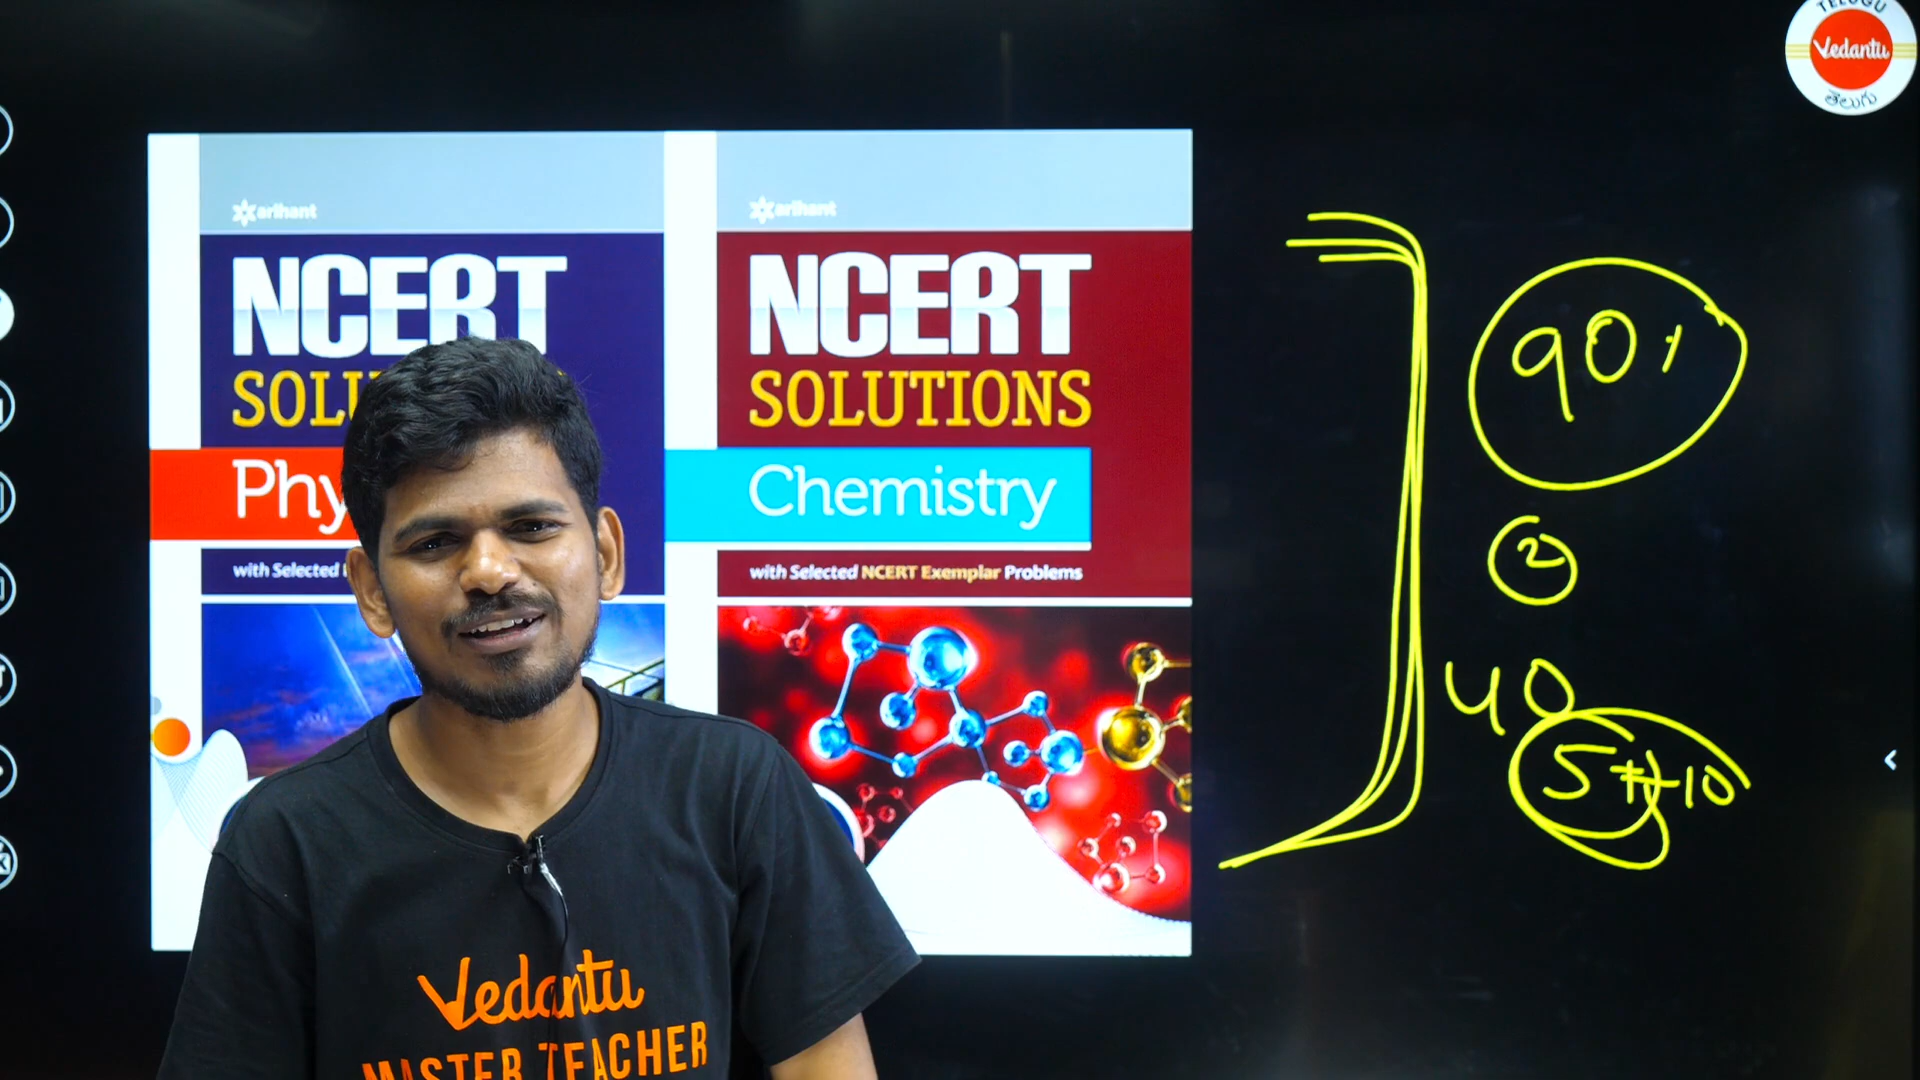 TELUGU
Vedantu
తెలుగు
arihant
NCERT
Phy
with Selected
arihant
NCERT
SOLUTIONS
Chemistry
with Selected NCERT Exemplar Problems
90%
2
40
5
10
Vedantu
MASTER TEACHER